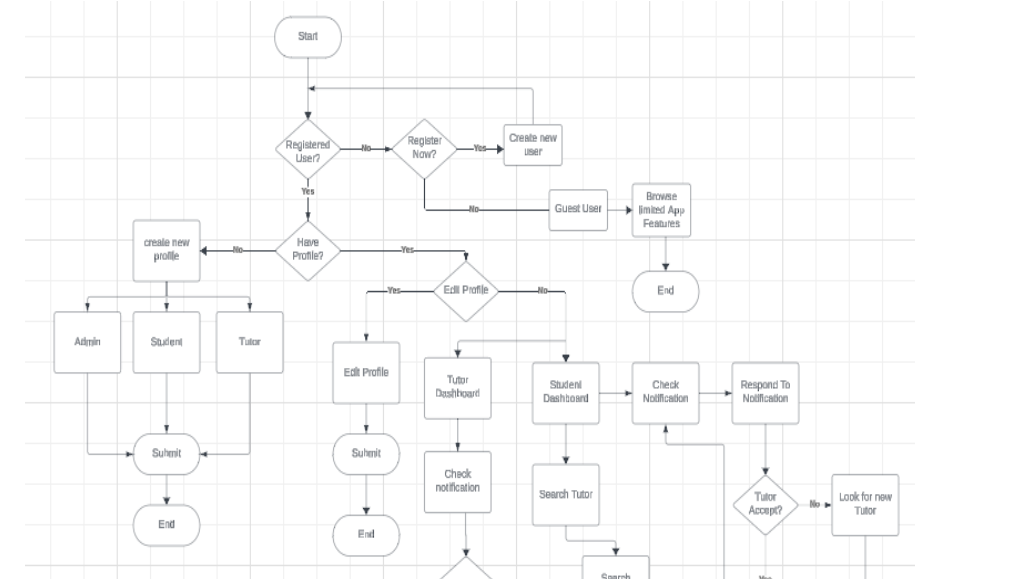 Start
Registered
User?
No
Register
Now?
Yes
Create new
user
Yes
No
Guest User
Browse
limited App
Features
create new
profile
No
Have
Profile?
Yes
End
Yes
Edit Profile
No
Admin
Student
Tutor
Edit Profile
Tutor
Dashboard
Student
Dashboard
Check
Notification
Respond To
Notification
Submit
Submit
Check
notification
Search Tutor
Tutor
Accept?
No
Look for new
Tutor
End
End
Search
Yes